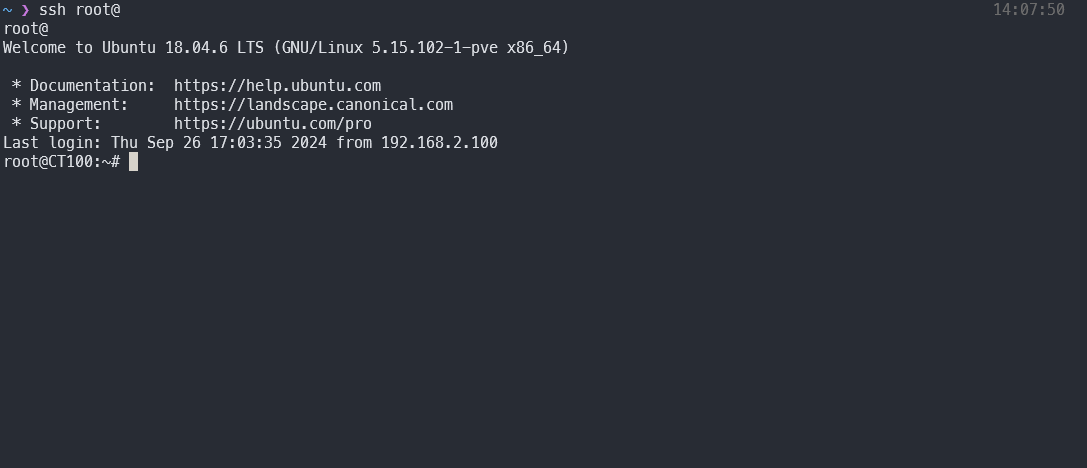 ~ ❯ ssh root@ 14:07:50
root@
Welcome to Ubuntu 18.04.6 LTS (GNU/Linux 5.15.102-1-pve x86_64)
* Documentation:  https://help.ubuntu.com
* Management:     https://landscape.canonical.com
* Support:        https://ubuntu.com/pro
Last login: Thu Sep 26 17:03:35 2024 from 192.168.2.100
root@CT100:~#